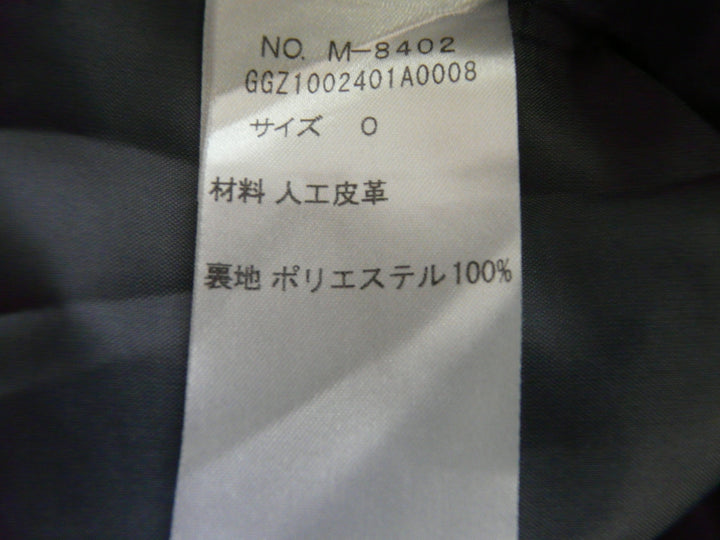 NO. M-8402
GGZ1002401A0008
サイズ 0
材料 人工皮革
裏地 ポリエステル100%